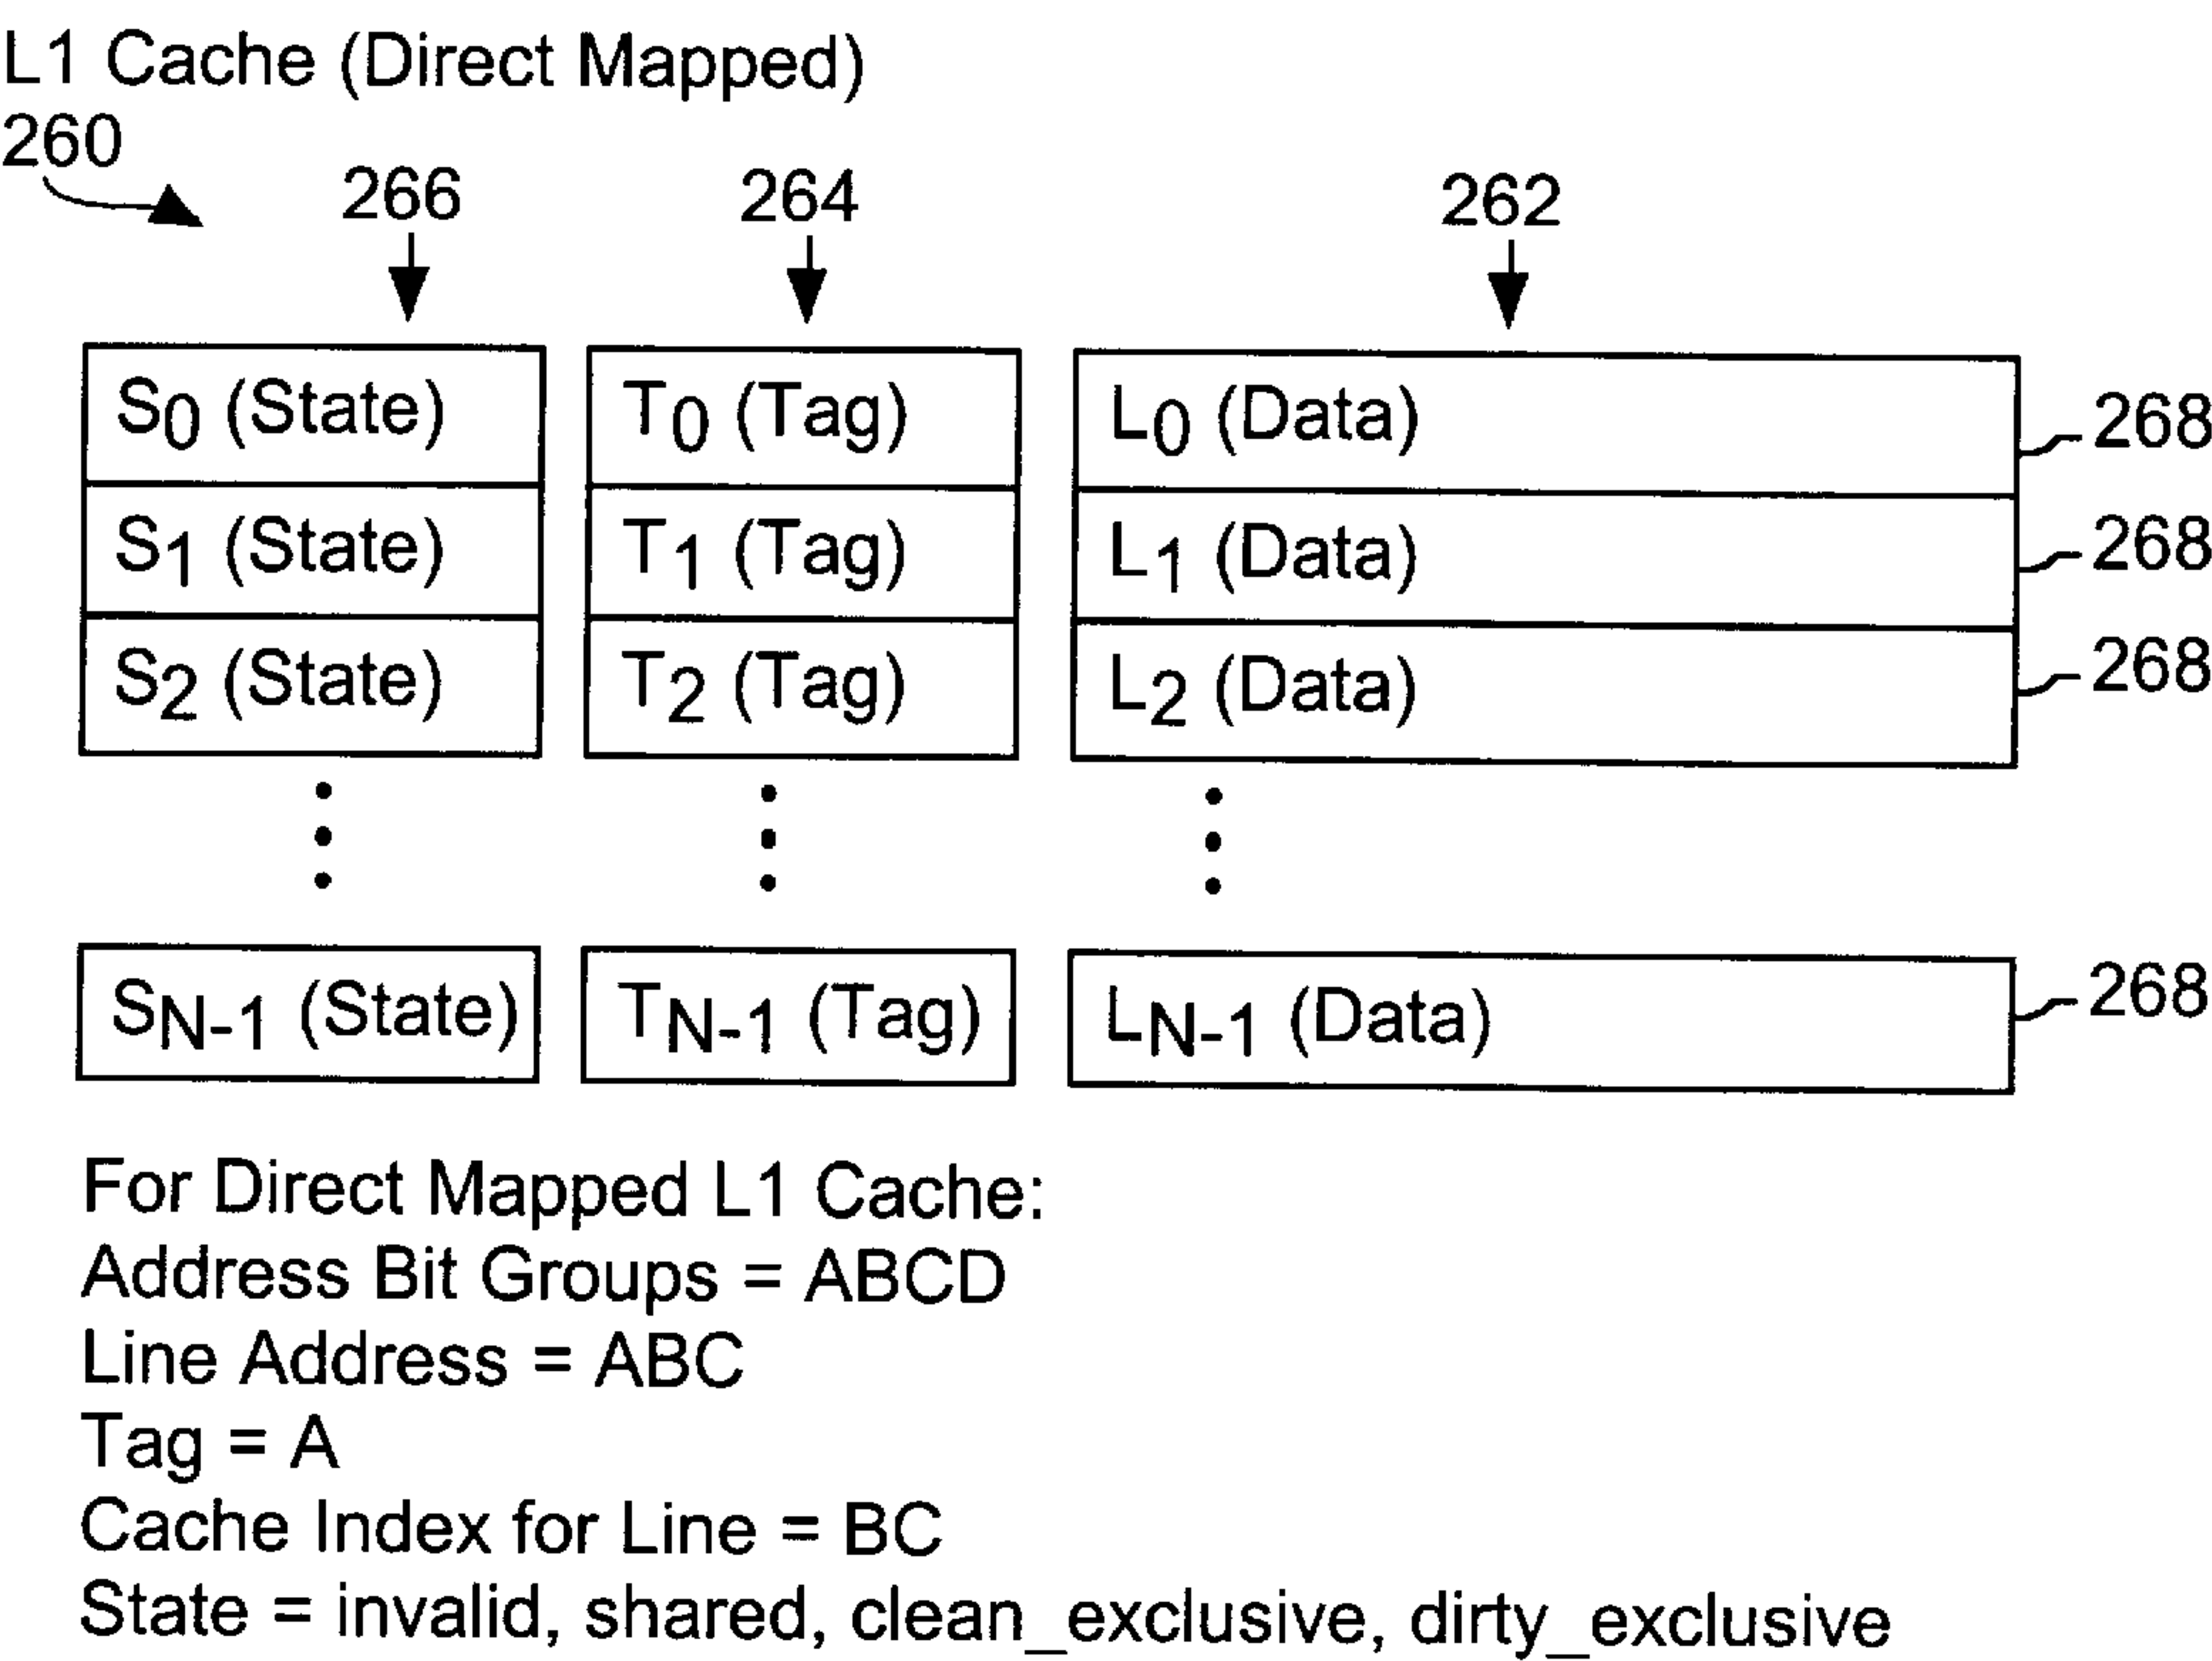 L1 Cache (Direct Mapped)
260
266 264 262
S0 (State) T0 (Tag) L0 (Data) 268
S1 (State) T1 (Tag) L1 (Data) 268
S2 (State) T2 (Tag) L2 (Data) 268
SN-1 (State) TN-1 (Tag) LN-1 (Data) 268
For Direct Mapped L1 Cache:
Address Bit Groups = ABCD
Line Address = ABC
Tag = A
Cache Index for Line = BC
State = invalid, shared, clean_exclusive, dirty_exclusive